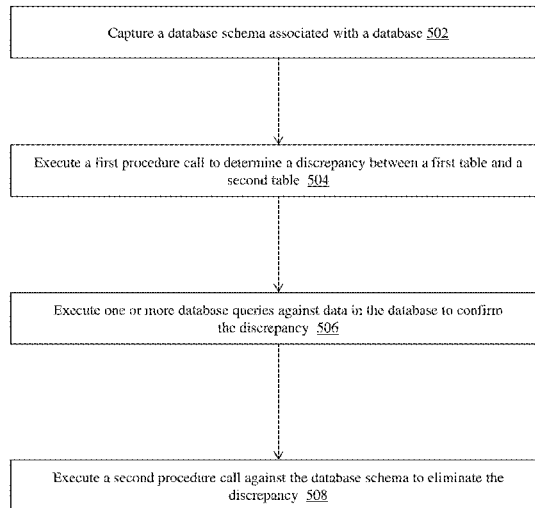 Capture a database schema associated with a database 502
Execute a first procedure call to determine a discrepancy between a first table and a
second table 504
Execute one or more database queries against data in the database to confirm
the discrepancy 506
Execute a second procedure call against the database schema to eliminate the
discrepancy 508